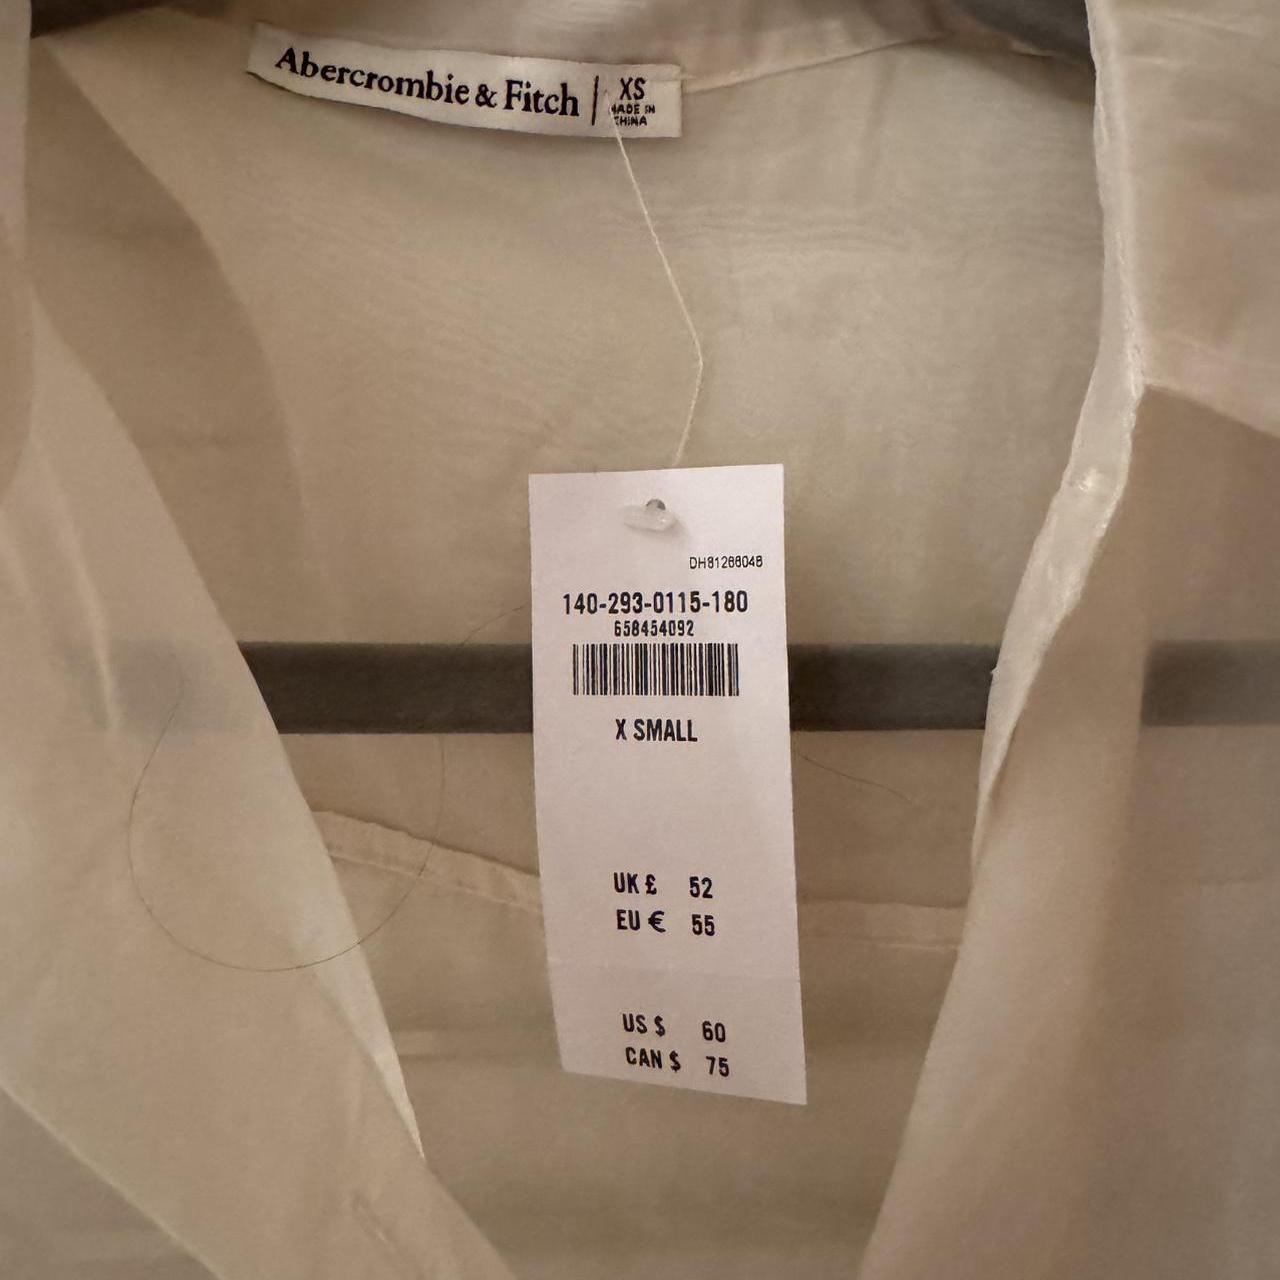 Abercrombie & Fitch | XS
MADE IN
CHINA
DH81266046
140-293-0115-180
658454092
X SMALL
UK £ 52
EU € 55
US $ 60
CAN $ 75